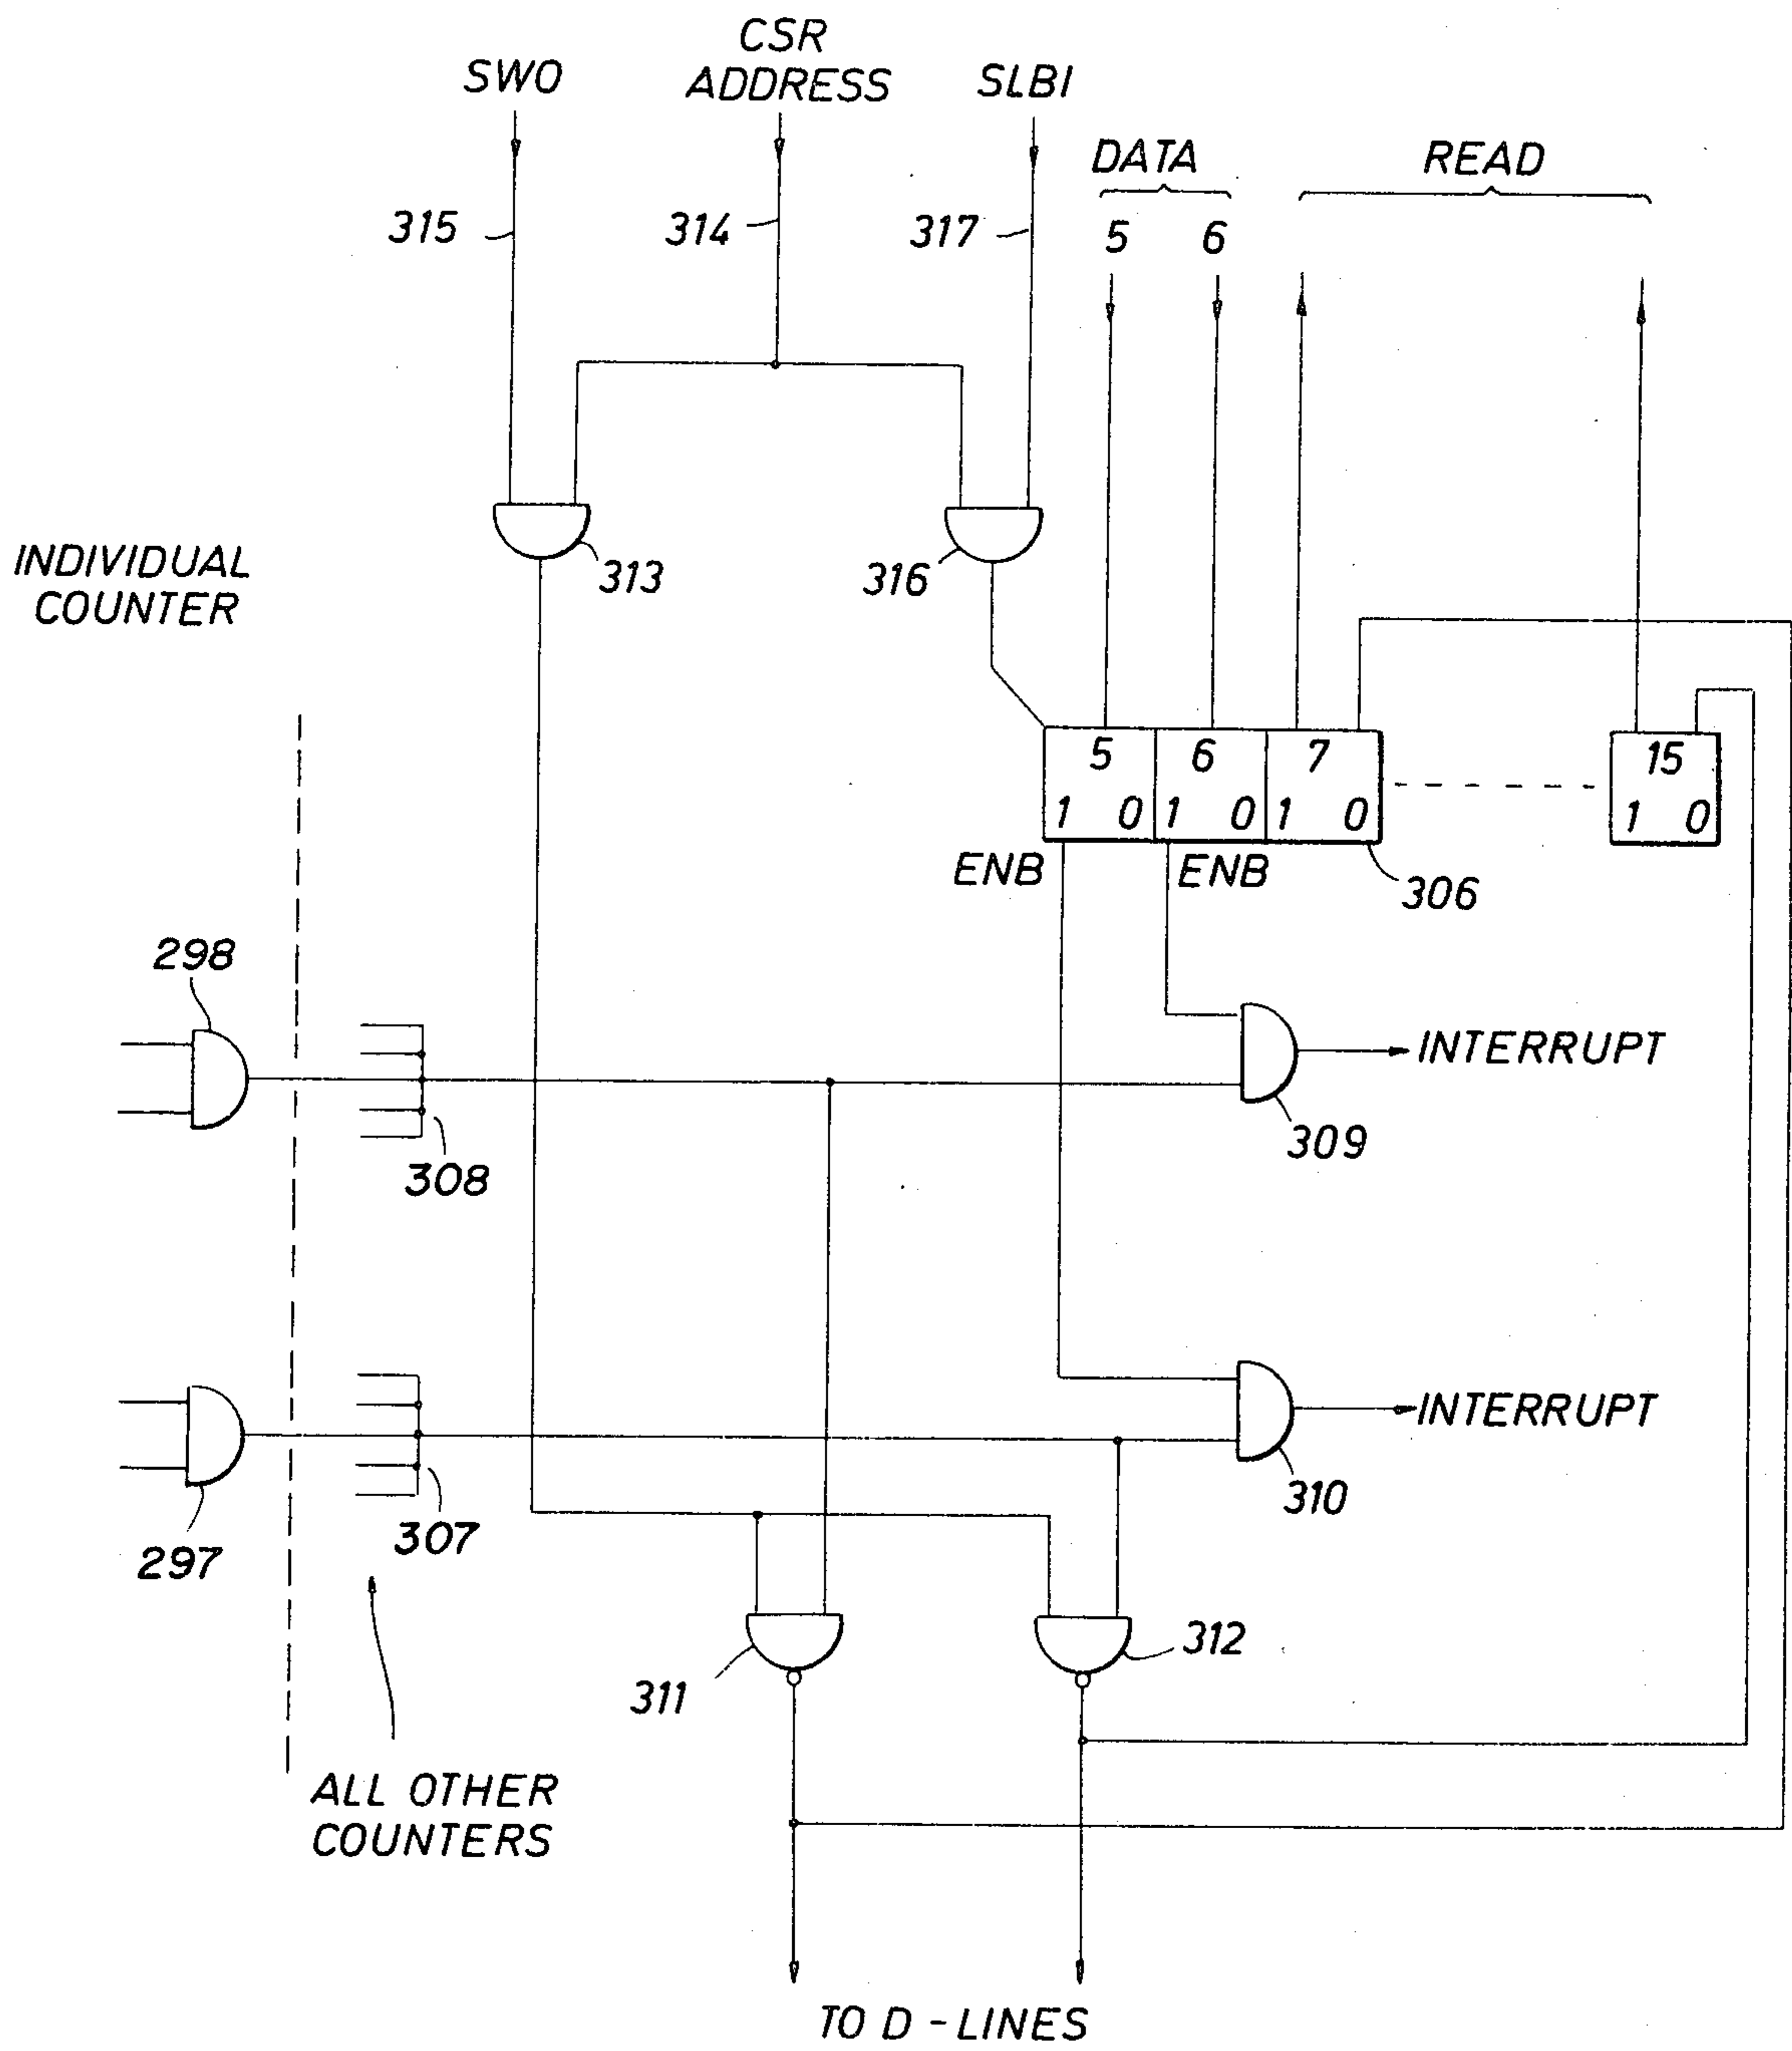 CSR
SWO ADDRESS SLBI
DATA READ
315 314 317 5 6
313 316
INDIVIDUAL
COUNTER
5 6 7 15
1 0 1 0 1 0 1 0
ENB ENB 306
298
INTERRUPT
309
308
INTERRUPT
310
307
297
312
311
ALL OTHER
COUNTERS
TO D - LINES